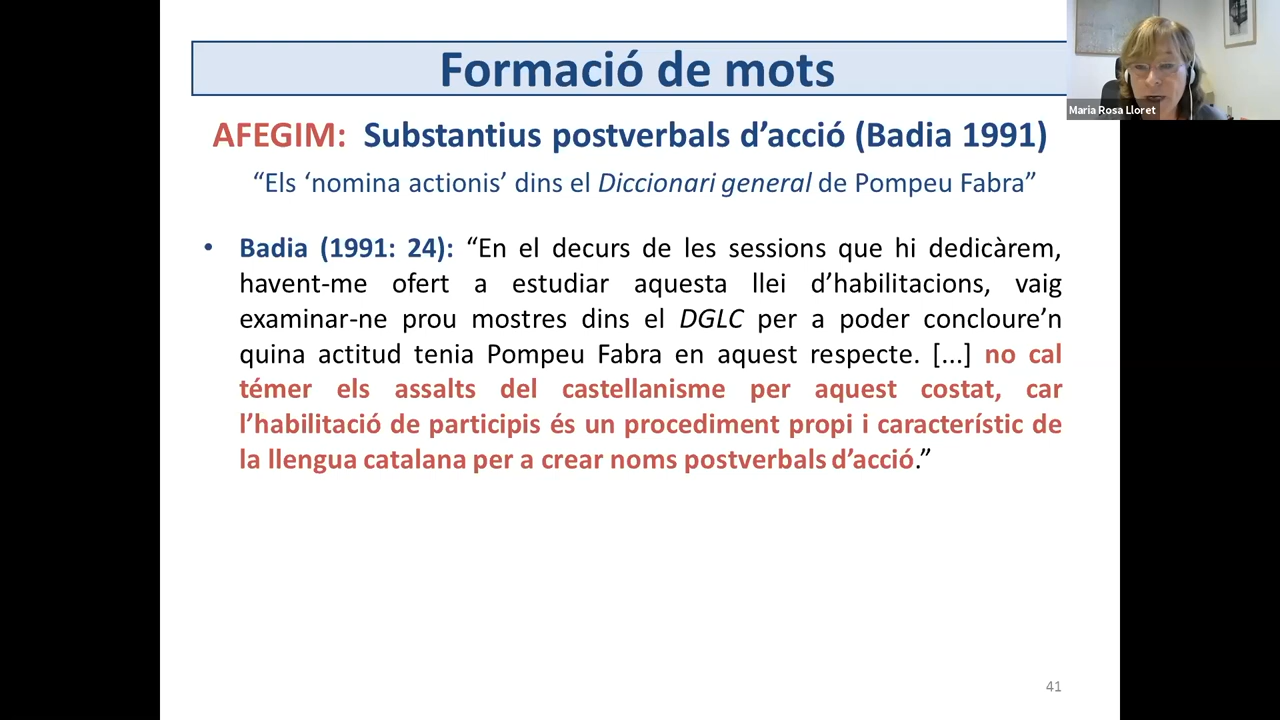 Formació de mots
Maria Rosa Lloret
AFEGIM: Substantius postverbals d’acció (Badia 1991)
“Els ‘nomina actionis’ dins el Diccionari general de Pompeu Fabra”
• Badia (1991: 24): “En el decurs de les sessions que hi dedicàrem,
havent-me ofert a estudiar aquesta llei d’habilitacions, vaig
examinar-ne prou mostres dins el DGLC per a poder concloure’n
quina actitud tenia Pompeu Fabra en aquest respecte. [...] no cal
témer els assalts del castellanisme per aquest costat, car
l’habilitació de participis és un procediment propi i característic de
la llengua catalana per a crear noms postverbals d’acció.”
41